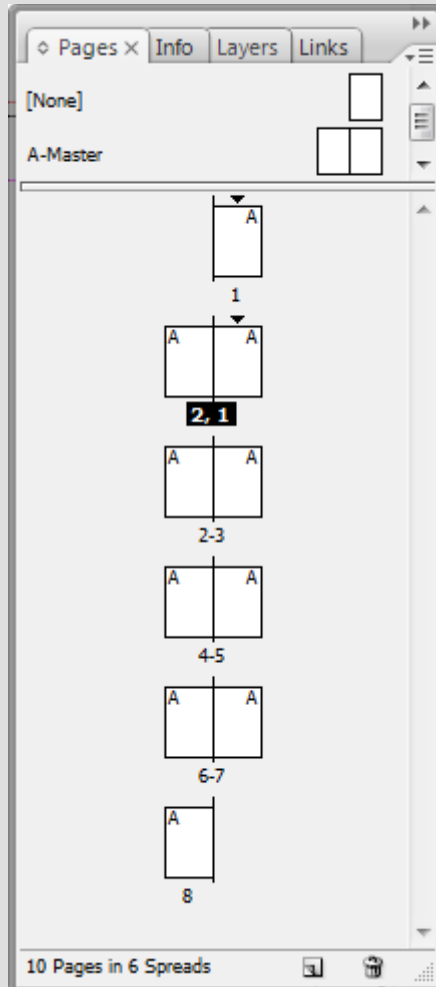 Pages Info Layers Links
[None]
A-Master
A
1
A A
2, 1
A A
2-3
A A
4-5
A A
6-7
A
8
10 Pages in 6 Spreads